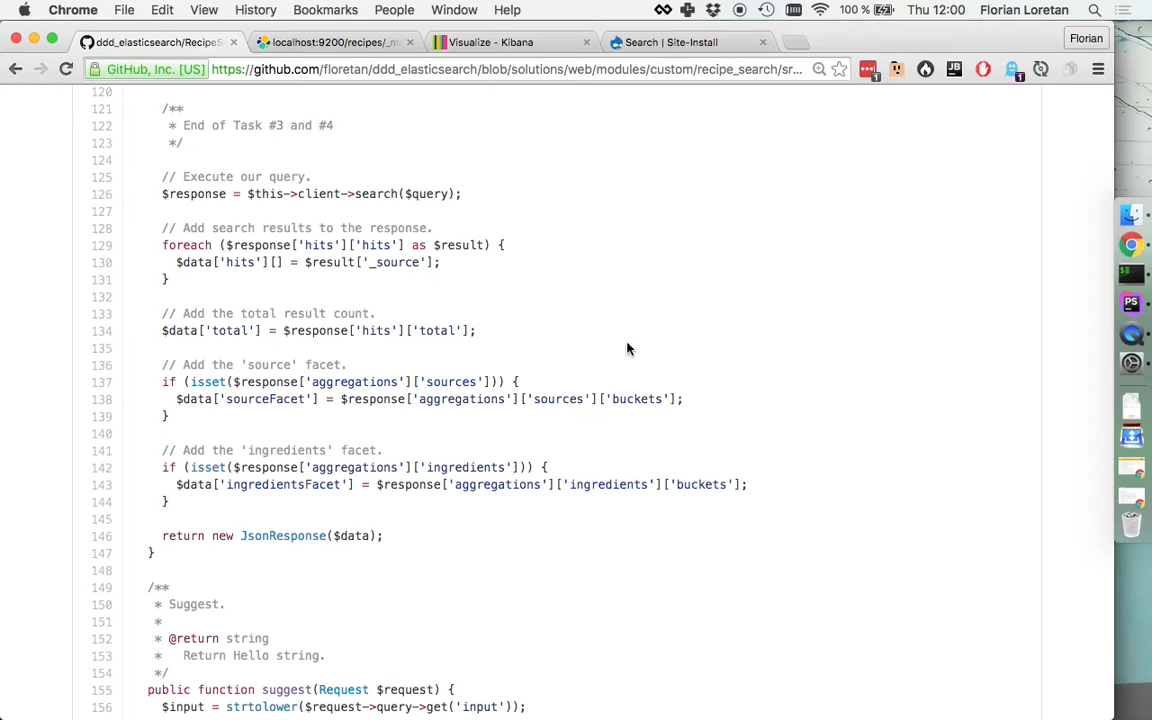 Chrome File Edit View History Bookmarks People Window Help 100 % Thu 12:00 Florian Loretan
ddd_elasticsearch/RecipeS × localhost:9200/recipes/_m × Visualize - Kibana × Search | Site-Install × Florian
GitHub, Inc. [US] https://github.com/floretan/ddd_elasticsearch/blob/solutions/web/modules/custom/recipe_search/sr... 1 JB 1
120
121 /**
122 * End of Task #3 and #4
123 */
124
125 // Execute our query.
126 $response = $this->client->search($query);
127
128 // Add search results to the response.
129 foreach ($response['hits']['hits'] as $result) {
130 $data['hits'][] = $result['_source'];
131 }
132
133 // Add the total result count.
134 $data['total'] = $response['hits']['total'];
135
136 // Add the 'source' facet.
137 if (isset($response['aggregations']['sources'])) {
138 $data['sourceFacet'] = $response['aggregations']['sources']['buckets'];
139 }
140
141 // Add the 'ingredients' facet.
142 if (isset($response['aggregations']['ingredients'])) {
143 $data['ingredientsFacet'] = $response['aggregations']['ingredients']['buckets'];
144 }
145
146 return new JsonResponse($data);
147 }
148
149 /**
150 * Suggest.
151 *
152 * @return string
153 * Return Hello string.
154 */
155 public function suggest(Request $request) {
156 $input = strtolower($request->query->get('input'));
PS